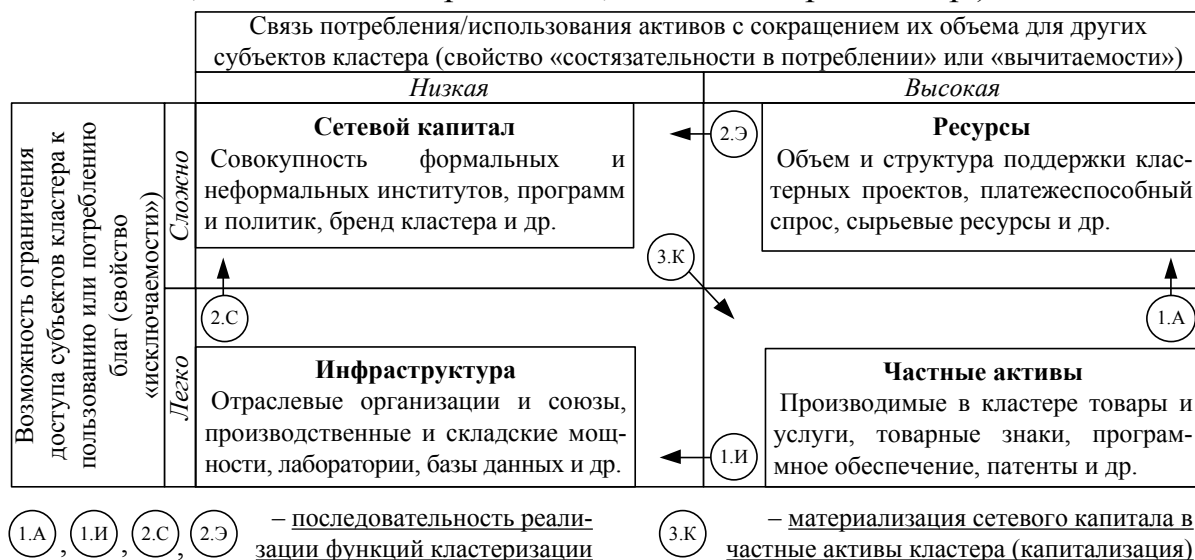 Связь потребления/использования активов с сокращением их объема для других
субъектов кластера (свойство «состязательности в потреблении» или «вычитаемости»)
Низкая
Высокая
Возможность ограничения
доступа субъектов кластера к
пользованию или потреблению
благ (свойство
«исключаемости»)
Сложно
Сетевой капитал
Совокупность формальных и
неформальных институтов, программ
и политик, бренд кластера и др.
2.Э
Ресурсы
Объем и структура поддержки клас-
терных проектов, платежеспособный
спрос, сырьевые ресурсы и др.
3.К
2.С
1.А
Легко
Инфраструктура
Отраслевые организации и союзы,
производственные и складские мощ-
ности, лаборатории, базы данных и др.
1.И
Частные активы
Производимые в кластере товары и
услуги, товарные знаки, програм-
мное обеспечение, патенты и др.
1.А , 1.И , 2.С , 2.Э – последовательность реали-
зации функций кластеризации
3.К – материализация сетевого капитала в
частные активы кластера (капитализация)